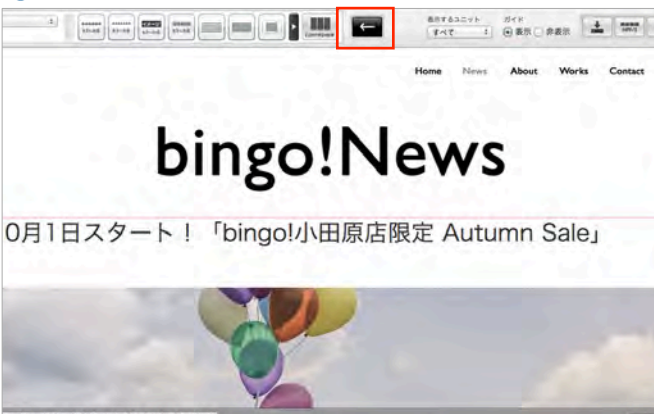 表示するユニット
ガイド
すべて
表示
非表示
Home News About Works Contact
bingo!News
0月1日スタート！「bingo!小田原店限定 Autumn Sale」